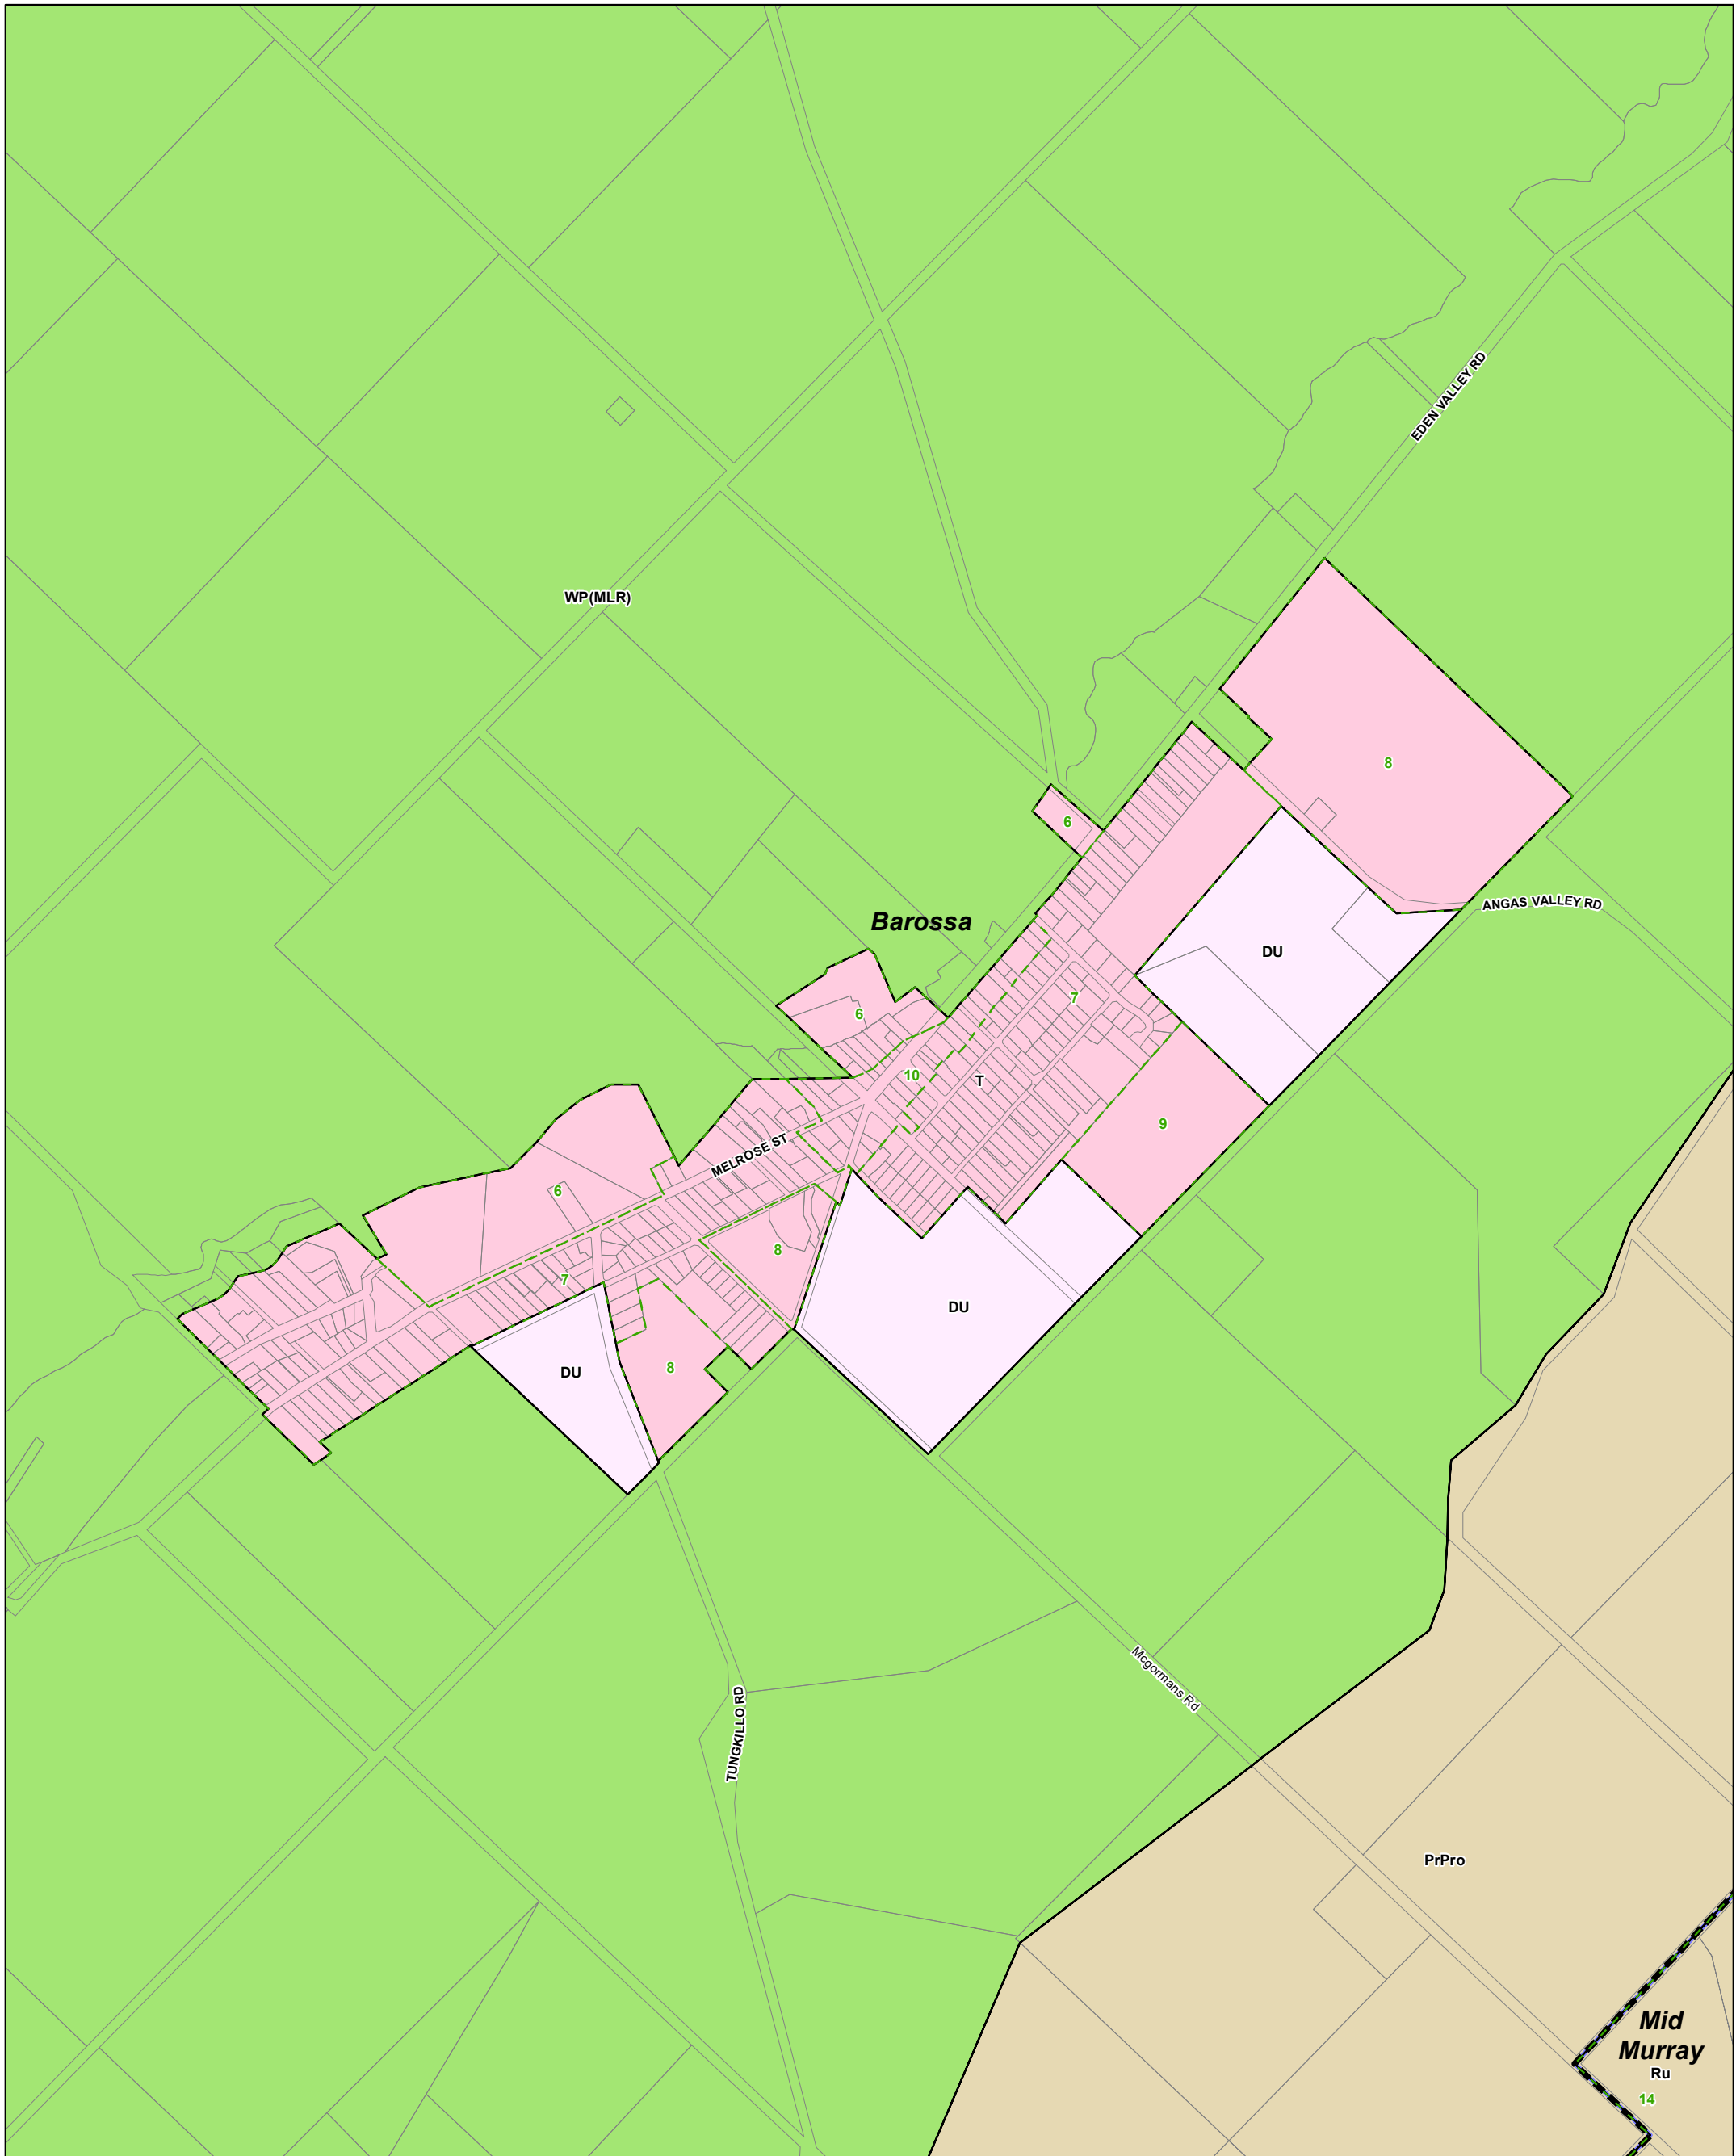 EDEN VALLEY RD
WP(MLR)
8
6
Barossa
ANGAS VALLEY RD
DU
7
6
10
T
9
MELROSE ST
6
8
7
DU
8
DU
Mcgormans Rd
TUNGKILLO RD
PrPro
Mid
Murray
Ru
14